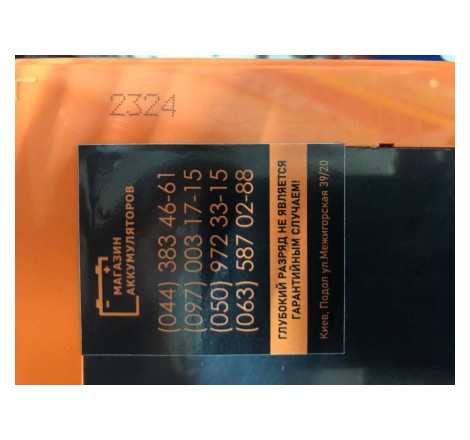 2324
МАГАЗИН
АККУМУЛЯТОРОВ
(044) 383 46-61
(097) 003 17-15
(050) 972 33-15
(063) 587 02-88
ГЛУБОКИЙ РАЗРЯД НЕ ЯВЛЯЕТСЯ
ГАРАНТИЙНЫМ СЛУЧАЕМ!
Киев, Подол ул.Межигорская 39/20